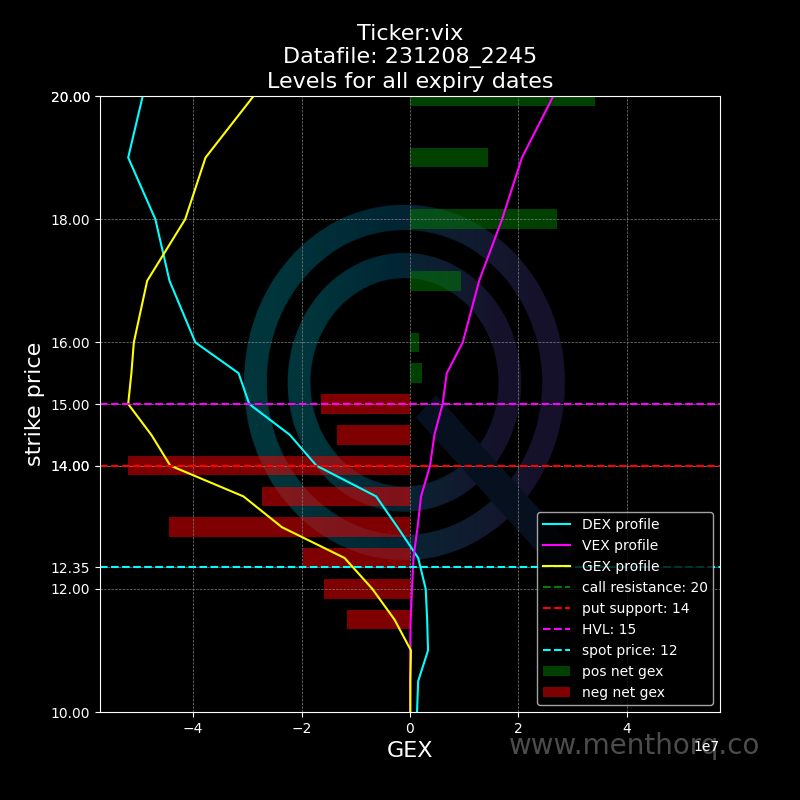 Ticker:vix
Datafile: 231208_2245
Levels for all expiry dates
20.00
18.00
16.00
15.00
14.00
12.35
12.00
10.00
strike price
DEX profile
VEX profile
GEX profile
call resistance: 20
put support: 14
HVL: 15
spot price: 12
pos net gex
neg net gex
−4 −2 0 2 4
1e7
GEX
www.menthorq.co